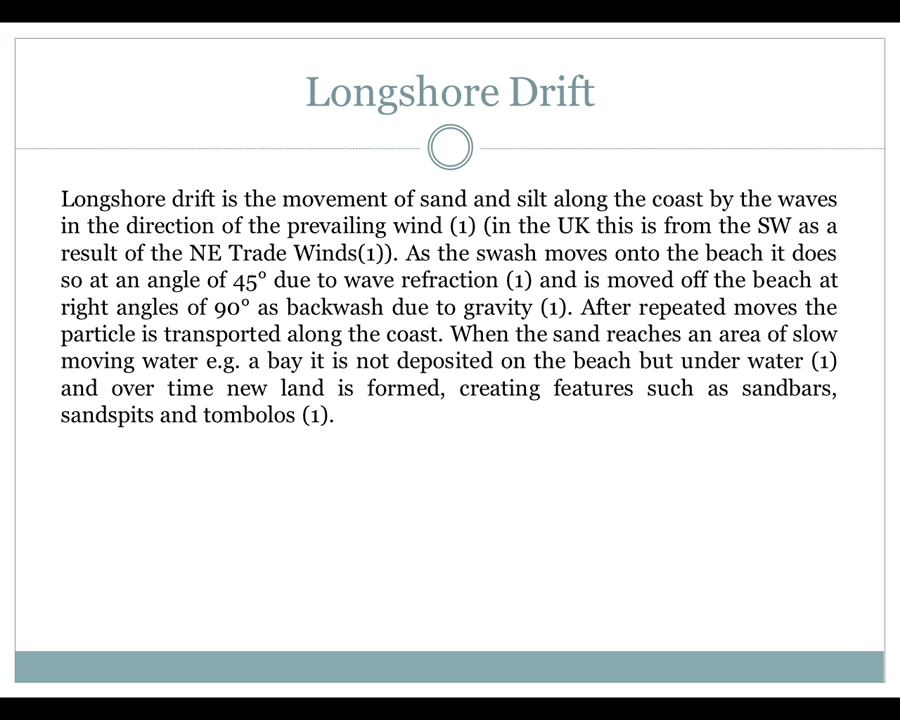 Longshore Drift
Longshore drift is the movement of sand and silt along the coast by the waves
in the direction of the prevailing wind (1) (in the UK this is from the SW as a
result of the NE Trade Winds(1)). As the swash moves onto the beach it does
so at an angle of 45° due to wave refraction (1) and is moved off the beach at
right angles of 90° as backwash due to gravity (1). After repeated moves the
particle is transported along the coast. When the sand reaches an area of slow
moving water e.g. a bay it is not deposited on the beach but under water (1)
and over time new land is formed, creating features such as sandbars,
sandspits and tombolos (1).